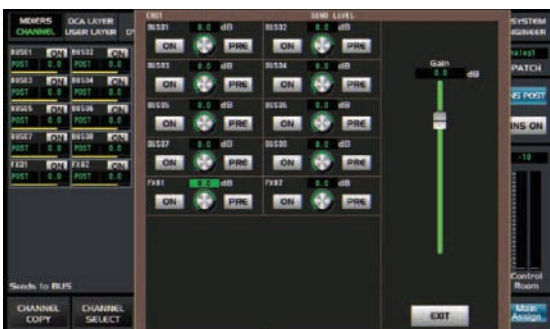 MIXERS
CHANNEL
DCA LAYER
USER LAYER
BUS01 ON BUS02 ON
POST 0.0 POST 0.0
BUS03 ON BUS04 ON
POST 0.0 POST 0.0
BUS05 ON BUS06 ON
POST 0.0 POST 0.0
BUS07 ON BUS08 ON
POST 0.0 POST 0.0
FX01 ON FX02 ON
POST 0.0 POST 0.0
Sends to BUS
CHANNEL COPY
CHANNEL SELECT
SEND LEVEL
BUS01 0.0 dB BUS02 0.0 dB
ON PRE ON PRE
BUS03 0.0 dB BUS04 0.0 dB
ON PRE ON PRE
BUS05 0.0 dB BUS06 0.0 dB
ON PRE ON PRE
BUS07 0.0 dB BUS08 0.0 dB
ON PRE ON PRE
FX01 0.0 dB FX02 0.0 dB
ON PRE ON PRE
Gain
0.0 dB
EXIT
SYSTEM
PATCH
POST
ON
-10
Control
Room
Main
Assign